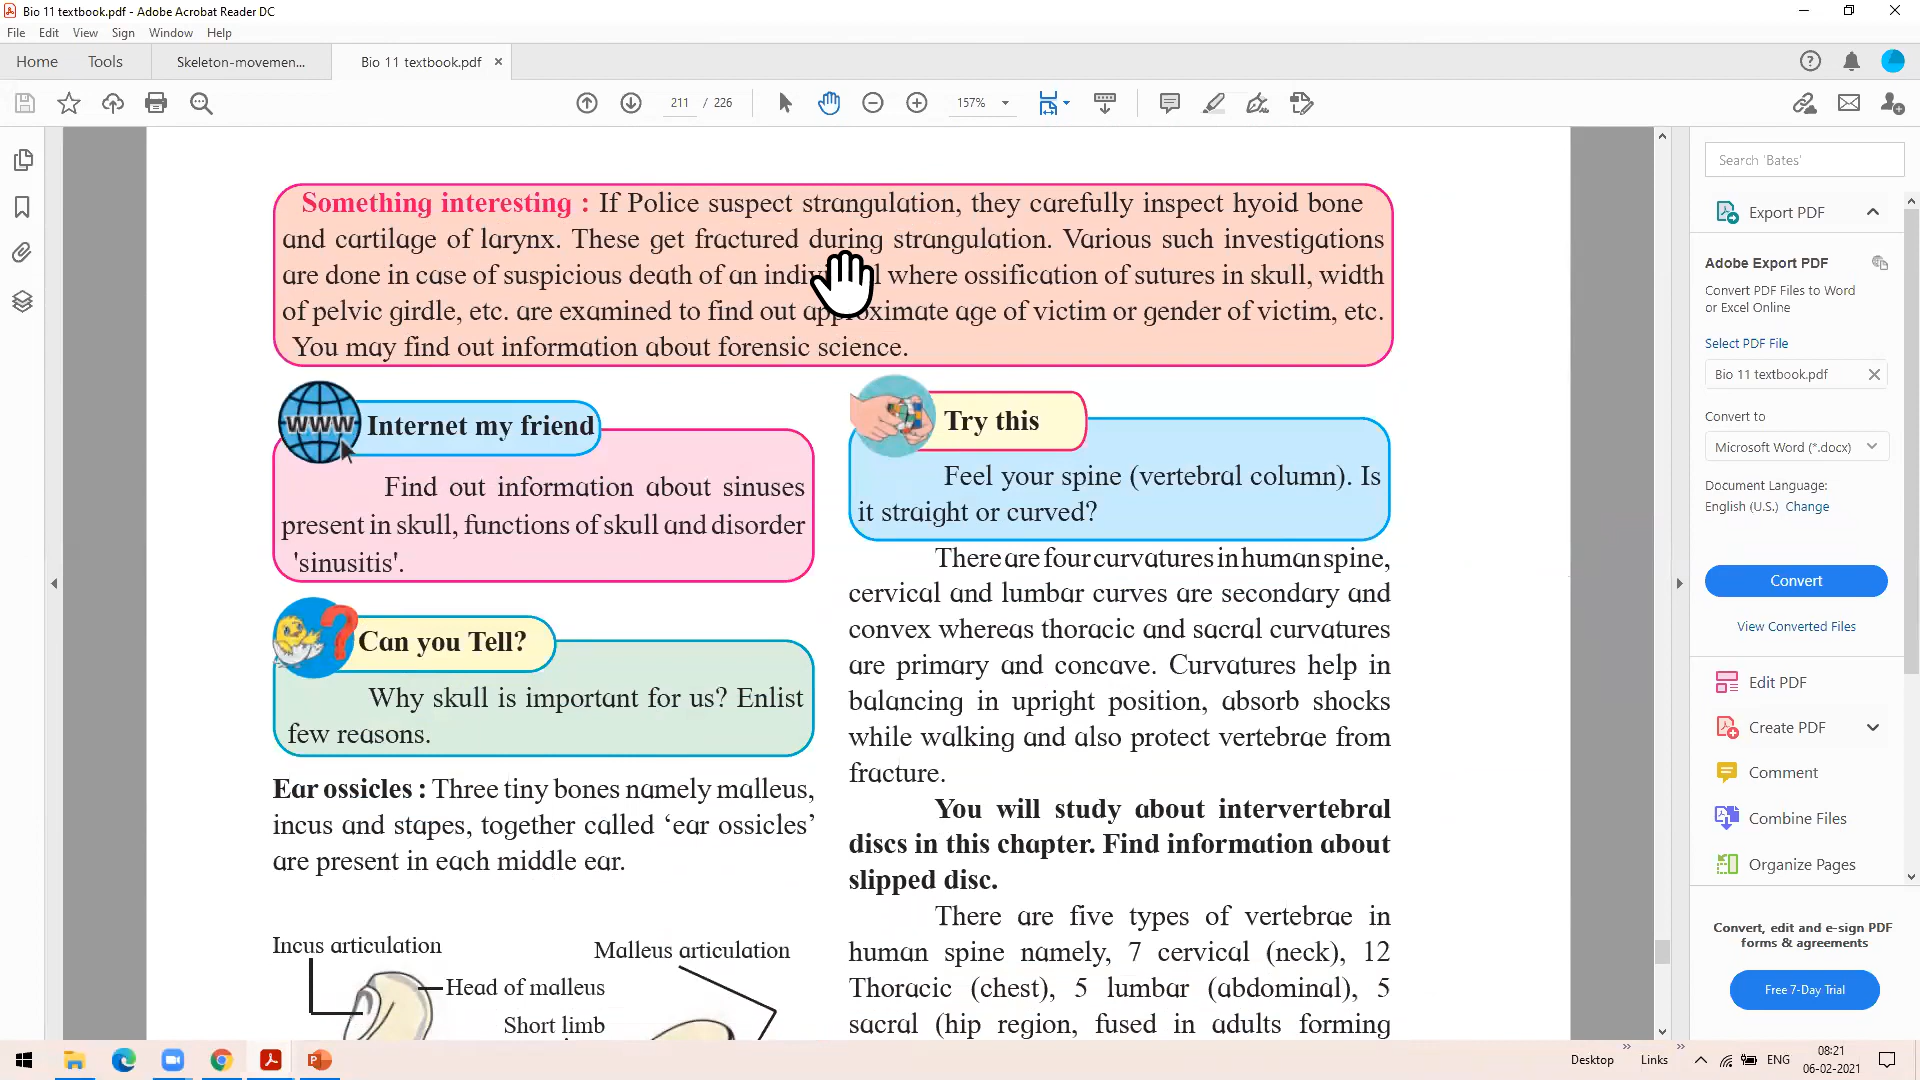 Bio 11 textbook.pdf - Adobe Acrobat Reader DC
File Edit View Sign Window Help
Home Tools Skeleton-movemen... Bio 11 textbook.pdf
211 / 226 157%
Something interesting : If Police suspect strangulation, they carefully inspect hyoid bone
and cartilage of larynx. These get fractured during strangulation. Various such investigations
are done in case of suspicious death of an where ossification of sutures in skull, width
of pelvic girdle, etc. are examined to find out approximate age of victim or gender of victim, etc.
You may find out information about forensic science.
www Internet my friend
Find out information about sinuses
present in skull, functions of skull and disorder
'sinusitis'.
Can you Tell?
Why skull is important for us? Enlist
few reasons.
Ear ossicles : Three tiny bones namely malleus,
incus and stapes, together called ‘ear ossicles’
are present in each middle ear.
Incus articulation
Malleus articulation
Head of malleus
Short limb
Try this
Feel your spine (vertebral column). Is
it straight or curved?
There are four curvatures in human spine,
cervical and lumbar curves are secondary and
convex whereas thoracic and sacral curvatures
are primary and concave. Curvatures help in
balancing in upright position, absorb shocks
while walking and also protect vertebrae from
fracture.
You will study about intervertebral
discs in this chapter. Find information about
slipped disc.
There are five types of vertebrae in
human spine namely, 7 cervical (neck), 12
Thoracic (chest), 5 lumbar (abdominal), 5
sacral (hip region, fused in adults forming
Search 'Bates'
Export PDF
Adobe Export PDF
Convert PDF Files to Word
or Excel Online
Select PDF File
Bio 11 textbook.pdf
Convert to
Microsoft Word (*.docx)
Document Language:
English (U.S.) Change
Convert
View Converted Files
Edit PDF
Create PDF
Comment
Combine Files
Organize Pages
Convert, edit and e-sign PDF
forms & agreements
Free 7-Day Trial
Desktop Links ENG 08:21
06-02-2021